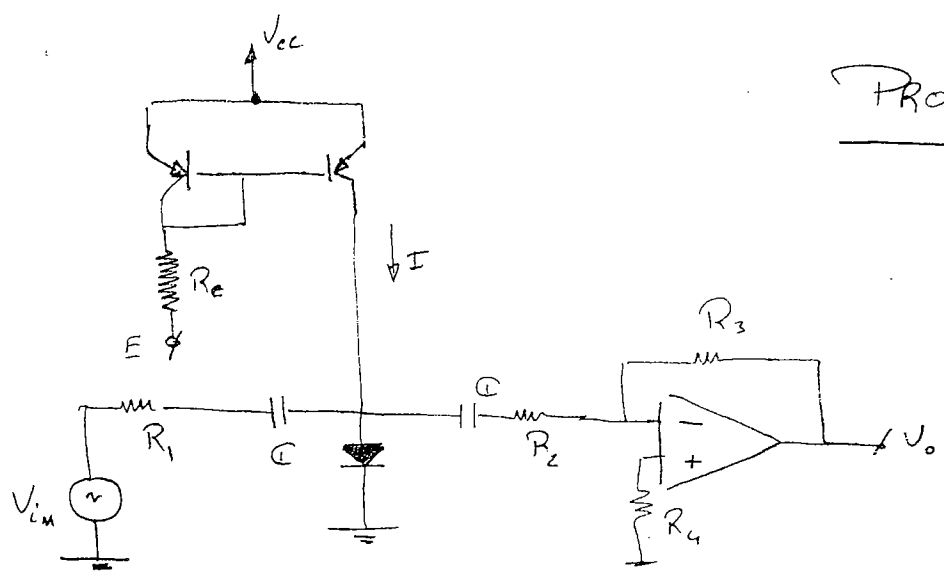 Vcc
PRO
I
Re
E
R3
R1
C
C
R2
-
+
Vo
Vin
~
R4